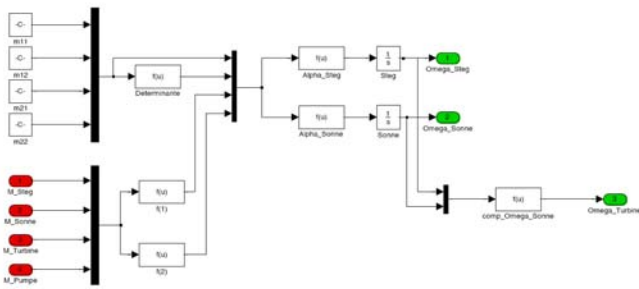 -C-
m11
-C-
m12
-C-
m21
-C-
m22
f(u)
Determinante
M_Steg
M_Sonne
M_Turbine
M_Pumpe
f(u)
f(1)
f(u)
f(2)
f(u)
Alpha_Steg
f(u)
Alpha_Sonne
1
s
Steg
1
s
Sonne
1
Omega_Steg
2
Omega_Sonne
f(u)
comp_Omega_Sonne
3
Omega_Turbine